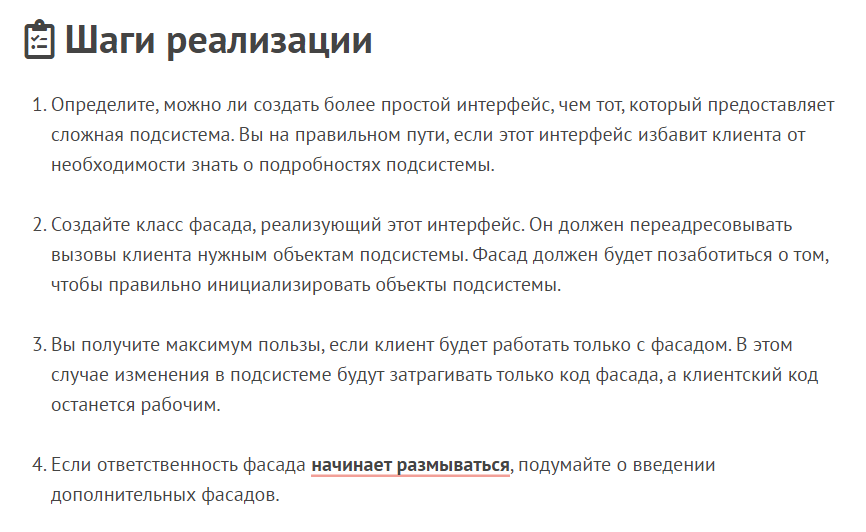 Шаги реализации
1. Определите, можно ли создать более простой интерфейс, чем тот, который предоставляет
сложная подсистема. Вы на правильном пути, если этот интерфейс избавит клиента от
необходимости знать о подробностях подсистемы.
2. Создайте класс фасада, реализующий этот интерфейс. Он должен переадресовывать
вызовы клиента нужным объектам подсистемы. Фасад должен будет позаботиться о том,
чтобы правильно инициализировать объекты подсистемы.
3. Вы получите максимум пользы, если клиент будет работать только с фасадом. В этом
случае изменения в подсистеме будут затрагивать только код фасада, а клиентский код
останется рабочим.
4. Если ответственность фасада начинает размываться, подумайте о введении
дополнительных фасадов.